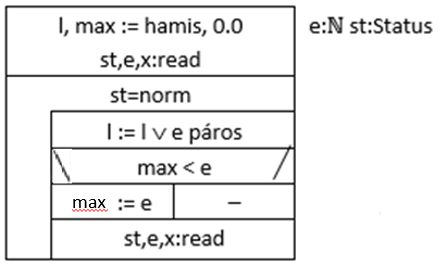 l, max := hamis, 0.0
e:ℕ st:Status
st,e,x:read
st=norm
l := l ∨ e páros
max < e
max := e
–
st,e,x:read